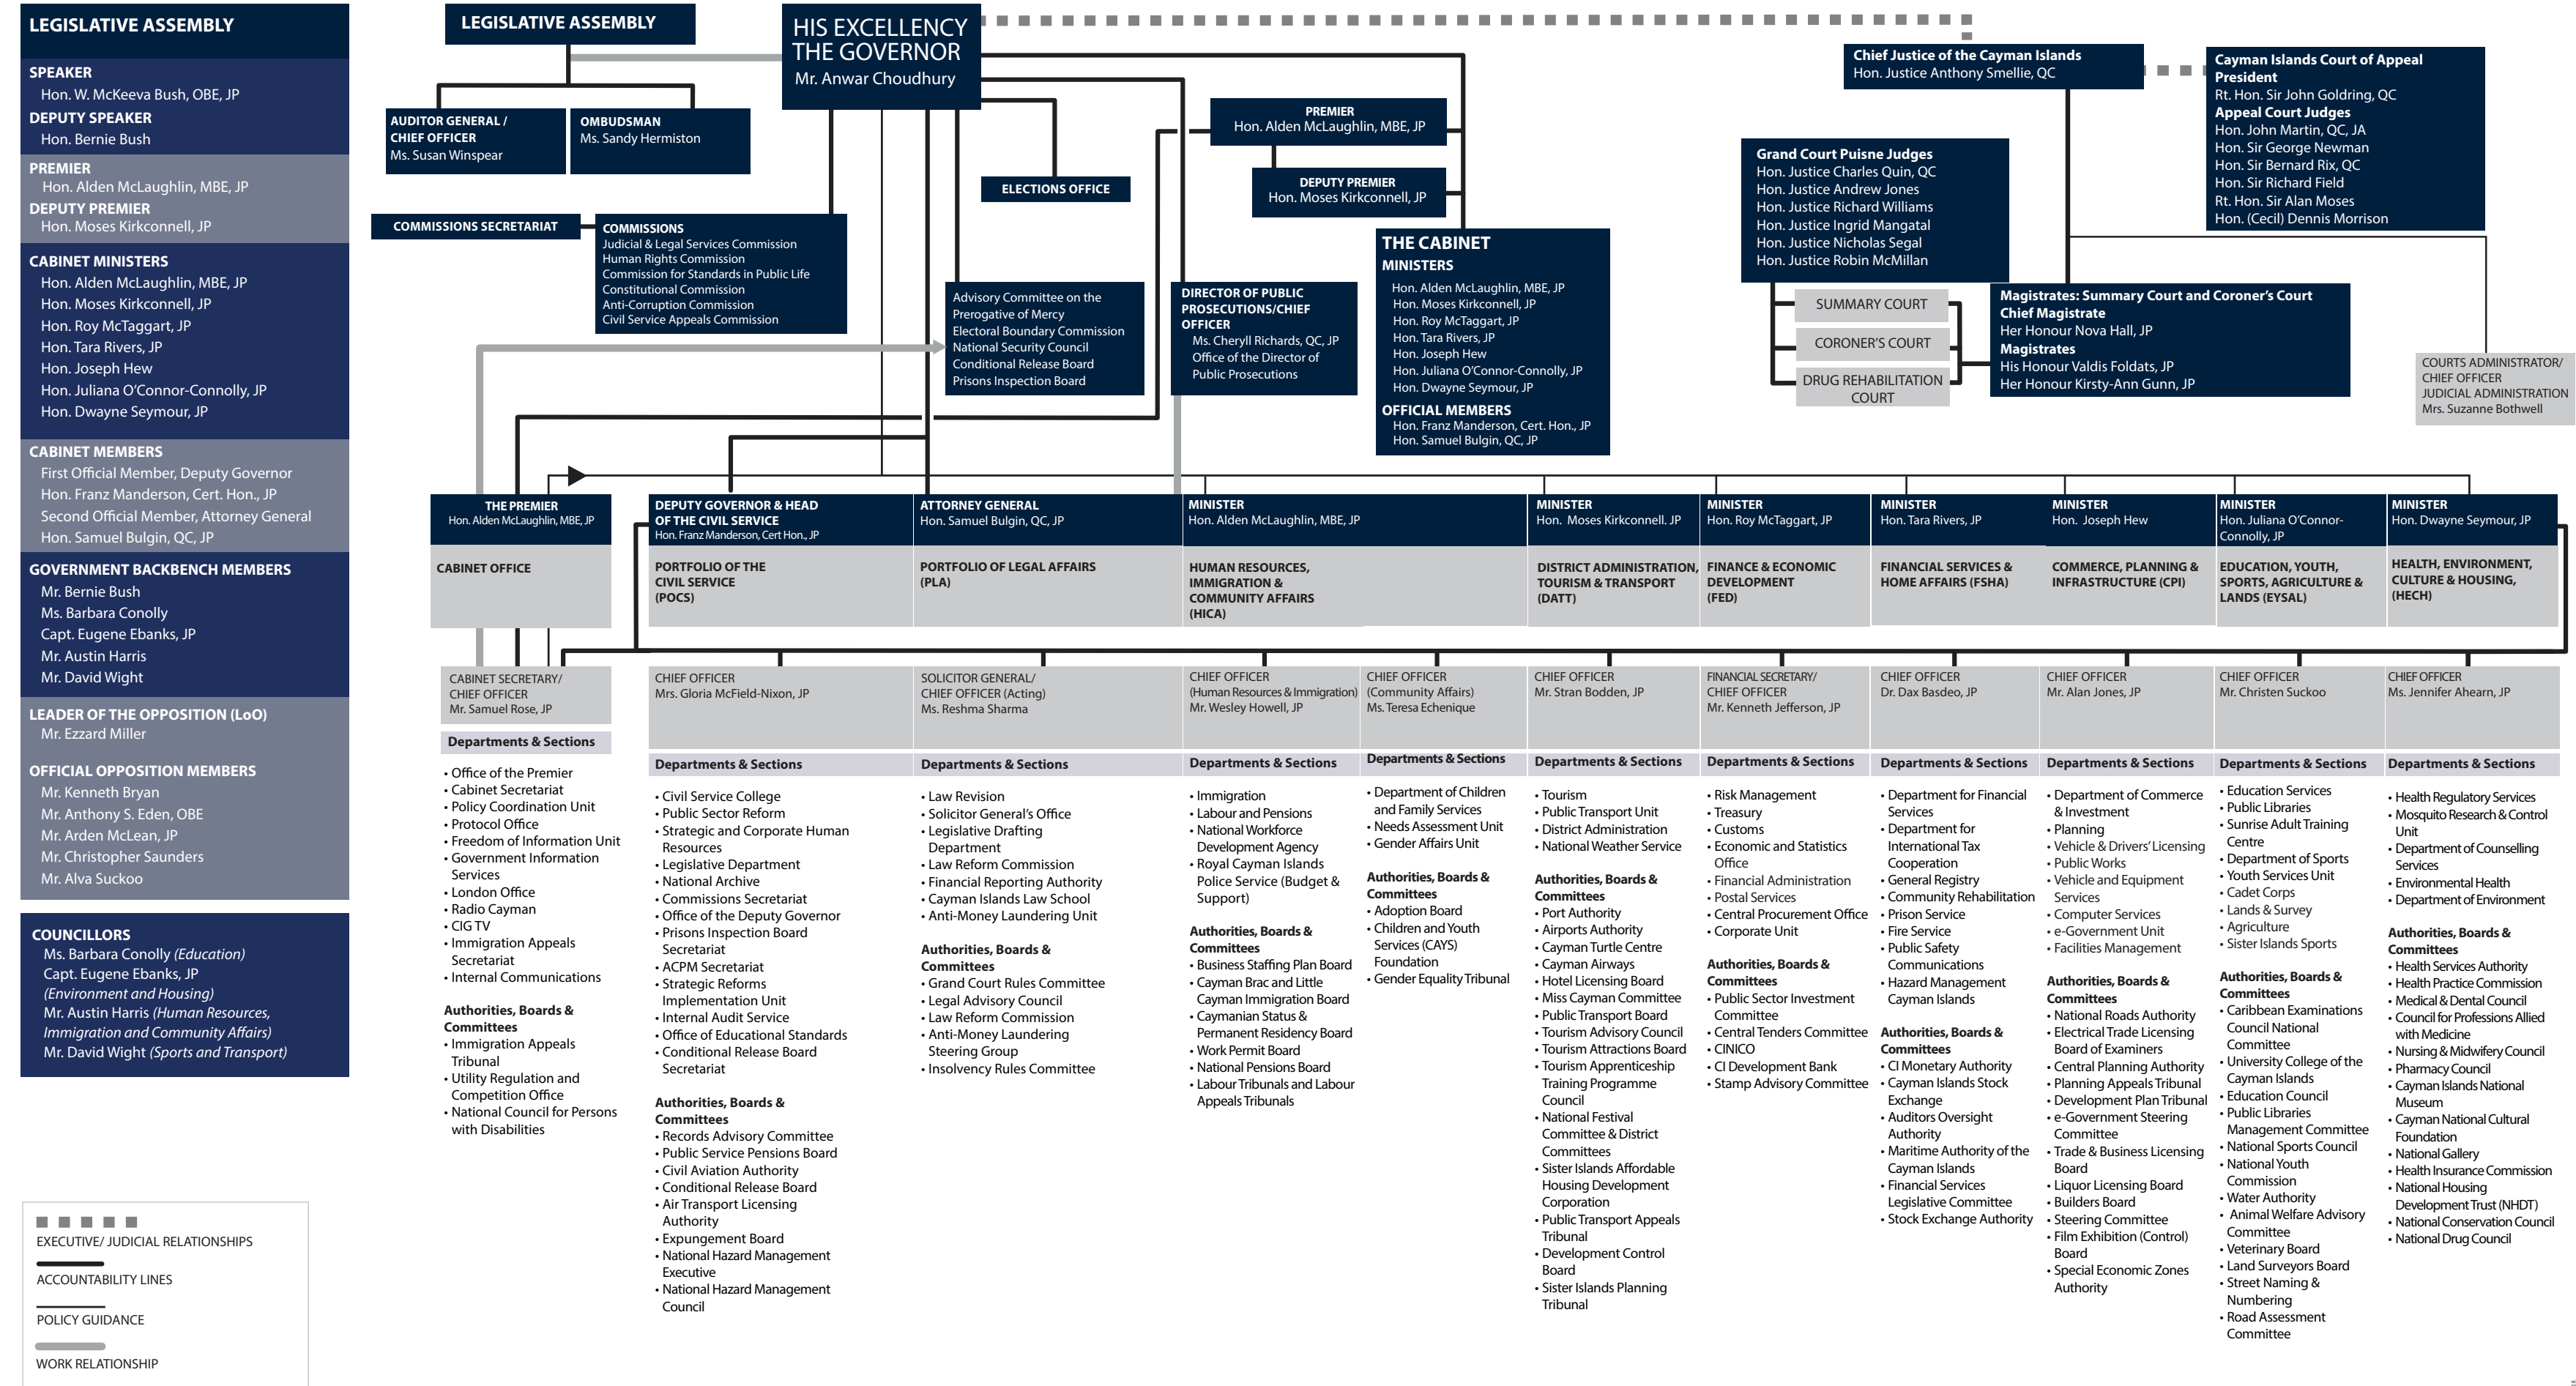 LEGISLATIVE ASSEMBLY
SPEAKER
Hon. W. McKeeva Bush, OBE, JP
DEPUTY SPEAKER
Hon. Bernie Bush
PREMIER
Hon. Alden McLaughlin, MBE, JP
DEPUTY PREMIER
Hon. Moses Kirkconnell, JP
CABINET MINISTERS
Hon. Alden McLaughlin, MBE, JP
Hon. Moses Kirkconnell, JP
Hon. Roy McTaggart, JP
Hon. Tara Rivers, JP
Hon. Joseph Hew
Hon. Juliana O’Connor-Connolly, JP
Hon. Dwayne Seymour, JP
CABINET MEMBERS
First Official Member, Deputy Governor
Hon. Franz Manderson, Cert. Hon., JP
Second Official Member, Attorney General
Hon. Samuel Bulgin, QC, JP
GOVERNMENT BACKBENCH MEMBERS
Mr. Bernie Bush
Ms. Barbara Conolly
Capt. Eugene Ebanks, JP
Mr. Austin Harris
Mr. David Wight
LEADER OF THE OPPOSITION (LoO)
Mr. Ezzard Miller
OFFICIAL OPPOSITION MEMBERS
Mr. Kenneth Bryan
Mr. Anthony S. Eden, OBE
Mr. Arden McLean, JP
Mr. Christopher Saunders
Mr. Alva Suckoo
COUNCILLORS
Ms. Barbara Conolly (Education)
Capt. Eugene Ebanks, JP
(Environment and Housing)
Mr. Austin Harris (Human Resources,
Immigration and Community Affairs)
Mr. David Wight (Sports and Transport)
EXECUTIVE/ JUDICIAL RELATIONSHIPS
ACCOUNTABILITY LINES
POLICY GUIDANCE
WORK RELATIONSHIP
LEGISLATIVE ASSEMBLY
HIS EXCELLENCY
THE GOVERNOR
Mr. Anwar Choudhury
AUDITOR GENERAL /
CHIEF OFFICER
Ms. Susan Winspear
OMBUDSMAN
Ms. Sandy Hermiston
ELECTIONS OFFICE
COMMISSIONS SECRETARIAT
COMMISSIONS
Judicial & Legal Services Commission
Human Rights Commission
Commission for Standards in Public Life
Constitutional Commission
Anti-Corruption Commission
Civil Service Appeals Commission
Advisory Committee on the
Prerogative of Mercy
Electoral Boundary Commission
National Security Council
Conditional Release Board
Prisons Inspection Board
DIRECTOR OF PUBLIC
PROSECUTIONS/CHIEF
OFFICER
Ms. Cheryll Richards, QC, JP
Office of the Director of
Public Prosecutions
PREMIER
Hon. Alden McLaughlin, MBE, JP
DEPUTY PREMIER
Hon. Moses Kirkconnell, JP
THE CABINET
MINISTERS
Hon. Alden McLaughlin, MBE, JP
Hon. Moses Kirkconnell, JP
Hon. Roy McTaggart, JP
Hon. Tara Rivers, JP
Hon. Joseph Hew
Hon. Juliana O’Connor-Connolly, JP
Hon. Dwayne Seymour, JP
OFFICIAL MEMBERS
Hon. Franz Manderson, Cert. Hon., JP
Hon. Samuel Bulgin, QC, JP
Chief Justice of the Cayman Islands
Hon. Justice Anthony Smellie, QC
Cayman Islands Court of Appeal
President
Rt. Hon. Sir John Goldring, QC
Appeal Court Judges
Hon. John Martin, QC, JA
Hon. Sir George Newman
Hon. Sir Bernard Rix, QC
Hon. Sir Richard Field
Rt. Hon. Sir Alan Moses
Hon. (Cecil) Dennis Morrison
Grand Court Puisne Judges
Hon. Justice Charles Quin, QC
Hon. Justice Andrew Jones
Hon. Justice Richard Williams
Hon. Justice Ingrid Mangatal
Hon. Justice Nicholas Segal
Hon. Justice Robin McMillan
SUMMARY COURT
CORONER’S COURT
DRUG REHABILITATION
COURT
Magistrates: Summary Court and Coroner’s Court
Chief Magistrate
Her Honour Nova Hall, JP
Magistrates
His Honour Valdis Foldats, JP
Her Honour Kirsty-Ann Gunn, JP
COURTS ADMINISTRATOR/
CHIEF OFFICER
JUDICIAL ADMINISTRATION
Mrs. Suzanne Bothwell
THE PREMIER
Hon. Alden McLaughlin, MBE, JP
CABINET OFFICE
CABINET SECRETARY/
CHIEF OFFICER
Mr. Samuel Rose, JP
Departments & Sections
• Office of the Premier
• Cabinet Secretariat
• Policy Coordination Unit
• Protocol Office
• Freedom of Information Unit
• Government Information
Services
• London Office
• Radio Cayman
• CIG TV
• Immigration Appeals
Secretariat
• Internal Communications
Authorities, Boards &
Committees
• Immigration Appeals
Tribunal
• Utility Regulation and
Competition Office
• National Council for Persons
with Disabilities
DEPUTY GOVERNOR & HEAD
OF THE CIVIL SERVICE
Hon. Franz Manderson, Cert Hon., JP
PORTFOLIO OF THE
CIVIL SERVICE
(POCS)
CHIEF OFFICER
Mrs. Gloria McField-Nixon, JP
Departments & Sections
• Civil Service College
• Public Sector Reform
• Strategic and Corporate Human
Resources
• Legislative Department
• National Archive
• Commissions Secretariat
• Office of the Deputy Governor
• Prisons Inspection Board
Secretariat
• ACPM Secretariat
• Strategic Reforms
Implementation Unit
• Internal Audit Service
• Office of Educational Standards
• Conditional Release Board
Secretariat
Authorities, Boards &
Committees
• Records Advisory Committee
• Public Service Pensions Board
• Civil Aviation Authority
• Conditional Release Board
• Air Transport Licensing
Authority
• Expungement Board
• National Hazard Management
Executive
• National Hazard Management
Council
ATTORNEY GENERAL
Hon. Samuel Bulgin, QC, JP
PORTFOLIO OF LEGAL AFFAIRS
(PLA)
SOLICITOR GENERAL/
CHIEF OFFICER (Acting)
Ms. Reshma Sharma
Departments & Sections
• Law Revision
• Solicitor General’s Office
• Legislative Drafting
Department
• Law Reform Commission
• Financial Reporting Authority
• Cayman Islands Law School
• Anti-Money Laundering Unit
Authorities, Boards &
Committees
• Grand Court Rules Committee
• Legal Advisory Council
• Law Reform Commission
• Anti-Money Laundering
Steering Group
• Insolvency Rules Committee
MINISTER
Hon. Alden McLaughlin, MBE, JP
HUMAN RESOURCES,
IMMIGRATION &
COMMUNITY AFFAIRS
(HICA)
CHIEF OFFICER
(Human Resources & Immigration)
Mr. Wesley Howell, JP
Departments & Sections
• Immigration
• Labour and Pensions
• National Workforce
Development Agency
• Royal Cayman Islands
Police Service (Budget &
Support)
Authorities, Boards &
Committees
• Business Staffing Plan Board
• Cayman Brac and Little
Cayman Immigration Board
• Caymanian Status &
Permanent Residency Board
• Work Permit Board
• National Pensions Board
• Labour Tribunals and Labour
Appeals Tribunals
CHIEF OFFICER
(Community Affairs)
Ms. Teresa Echenique
Departments & Sections
• Department of Children
and Family Services
• Needs Assessment Unit
• Gender Affairs Unit
Authorities, Boards &
Committees
• Adoption Board
• Children and Youth
Services (CAYS)
Foundation
• Gender Equality Tribunal
MINISTER
Hon. Moses Kirkconnell. JP
DISTRICT ADMINISTRATION,
TOURISM & TRANSPORT
(DATT)
CHIEF OFFICER
Mr. Stran Bodden, JP
Departments & Sections
• Tourism
• Public Transport Unit
• District Administration
• National Weather Service
Authorities, Boards &
Committees
• Port Authority
• Airports Authority
• Cayman Turtle Centre
• Cayman Airways
• Hotel Licensing Board
• Miss Cayman Committee
• Public Transport Board
• Tourism Advisory Council
• Tourism Attractions Board
• Tourism Apprenticeship
Training Programme
Council
• National Festival
Committee & District
Committees
• Sister Islands Affordable
Housing Development
Corporation
• Public Transport Appeals
Tribunal
• Development Control
Board
• Sister Islands Planning
Tribunal
MINISTER
Hon. Roy McTaggart, JP
FINANCE & ECONOMIC
DEVELOPMENT
(FED)
FINANCIAL SECRETARY/
CHIEF OFFICER
Mr. Kenneth Jefferson, JP
Departments & Sections
• Risk Management
• Treasury
• Customs
• Economic and Statistics
Office
• Financial Administration
• Postal Services
• Central Procurement Office
• Corporate Unit
Authorities, Boards &
Committees
• Public Sector Investment
Committee
• Central Tenders Committee
• CINICO
• CI Development Bank
• Stamp Advisory Committee
MINISTER
Hon. Tara Rivers, JP
FINANCIAL SERVICES &
HOME AFFAIRS (FSHA)
CHIEF OFFICER
Dr. Dax Basdeo, JP
Departments & Sections
• Department for Financial
Services
• Department for
International Tax
Cooperation
• General Registry
• Community Rehabilitation
• Prison Service
• Fire Service
• Public Safety
Communications
• Hazard Management
Cayman Islands
Authorities, Boards &
Committees
• CI Monetary Authority
• Cayman Islands Stock
Exchange
• Auditors Oversight
Authority
• Maritime Authority of the
Cayman Islands
• Financial Services
Legislative Committee
• Stock Exchange Authority
MINISTER
Hon. Joseph Hew
COMMERCE, PLANNING &
INFRASTRUCTURE (CPI)
CHIEF OFFICER
Mr. Alan Jones, JP
Departments & Sections
• Department of Commerce
& Investment
• Planning
• Vehicle & Drivers’ Licensing
• Public Works
• Vehicle and Equipment
Services
• Computer Services
• e-Government Unit
• Facilities Management
Authorities, Boards &
Committees
• National Roads Authority
• Electrical Trade Licensing
Board of Examiners
• Central Planning Authority
• Planning Appeals Tribunal
• Development Plan Tribunal
• e-Government Steering
Committee
• Trade & Business Licensing
Board
• Liquor Licensing Board
• Builders Board
• Steering Committee
• Film Exhibition (Control)
Board
• Special Economic Zones
Authority
MINISTER
Hon. Juliana O’Connor-
Connolly, JP
EDUCATION, YOUTH,
SPORTS, AGRICULTURE &
LANDS (EYSAL)
CHIEF OFFICER
Mr. Christen Suckoo
Departments & Sections
• Education Services
• Public Libraries
• Sunrise Adult Training
Centre
• Department of Sports
• Youth Services Unit
• Cadet Corps
• Lands & Survey
• Agriculture
• Sister Islands Sports
Authorities, Boards &
Committees
• Caribbean Examinations
Council National
Committee
• University College of the
Cayman Islands
• Education Council
• Public Libraries
Management Committee
• National Sports Council
• National Youth
Commission
• Water Authority
• Animal Welfare Advisory
Committee
• Veterinary Board
• Land Surveyors Board
• Street Naming &
Numbering
• Road Assessment
Committee
MINISTER
Hon. Dwayne Seymour, JP
HEALTH, ENVIRONMENT,
CULTURE & HOUSING,
(HECH)
CHIEF OFFICER
Ms. Jennifer Ahearn, JP
Departments & Sections
• Health Regulatory Services
• Mosquito Research & Control
Unit
• Department of Counselling
Services
• Environmental Health
• Department of Environment
Authorities, Boards &
Committees
• Health Services Authority
• Health Practice Commission
• Medical & Dental Council
• Council for Professions Allied
with Medicine
• Nursing & Midwifery Council
• Pharmacy Council
• Cayman Islands National
Museum
• Cayman National Cultural
Foundation
• National Gallery
• Health Insurance Commission
• National Housing
Development Trust (NHDT)
• National Conservation Council
• National Drug Council